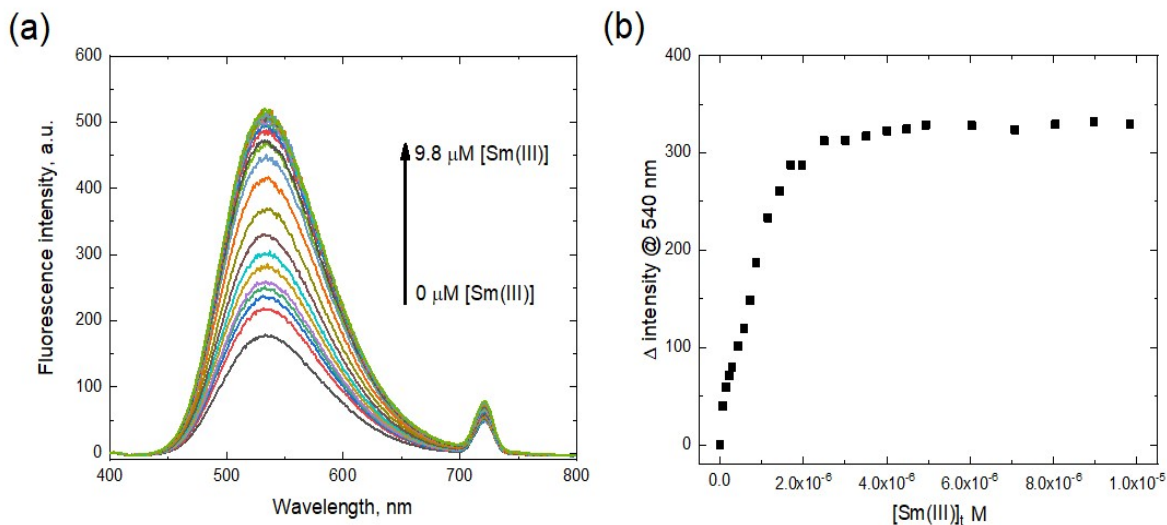 (a)
Fluorescence intensity, a.u.
600
500
400
300
200
100
0
9.8 μM [Sm(III)]
0 μM [Sm(III)]
400 500 600 700 800
Wavelength, nm
(b)
Δ intensity @ 540 nm
400
300
200
100
0
0.0 2.0x10⁻⁶ 4.0x10⁻⁶ 6.0x10⁻⁶ 8.0x10⁻⁶ 1.0x10⁻⁵
[Sm(III)]ₜ M